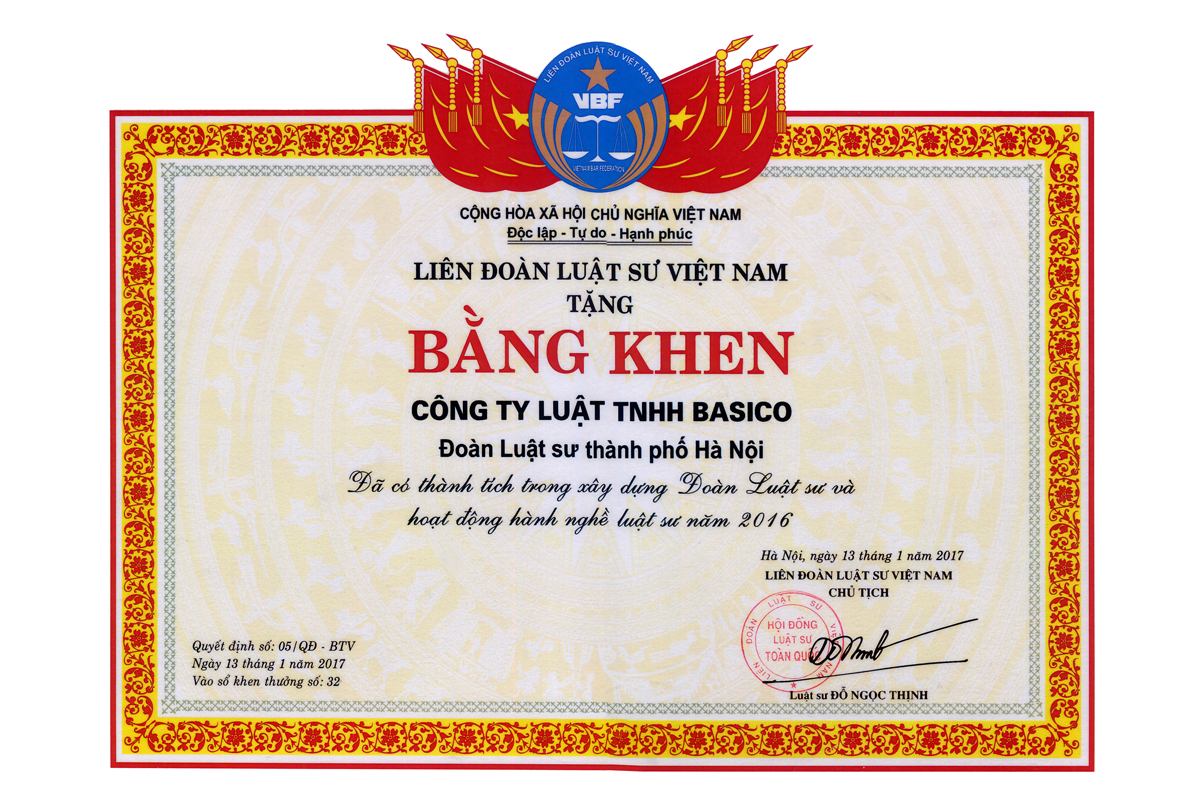 LIÊN ĐOÀN LUẬT SƯ VIỆT NAM
VBF
VIETNAM BAR FEDERATION
CỘNG HÒA XÃ HỘI CHỦ NGHĨA VIỆT NAM
Độc lập - Tự do - Hạnh phúc
LIÊN ĐOÀN LUẬT SƯ VIỆT NAM
TẶNG
BẰNG KHEN
CÔNG TY LUẬT TNHH BASICO
Đoàn Luật sư thành phố Hà Nội
Đã có thành tích trong xây dựng Đoàn Luật sư và
hoạt động hành nghề luật sư năm 2016
Hà Nội, ngày 13 tháng 1 năm 2017
LIÊN ĐOÀN LUẬT SƯ VIỆT NAM
CHỦ TỊCH
LIÊN ĐOÀN LUẬT SƯ VIỆT NAM
HỘI ĐỒNG
LUẬT SƯ
TOÀN QUỐC
Luật sư ĐỖ NGỌC THỊNH
Quyết định số: 05/QĐ - BTV
Ngày 13 tháng 1 năm 2017
Vào sổ khen thưởng số: 32